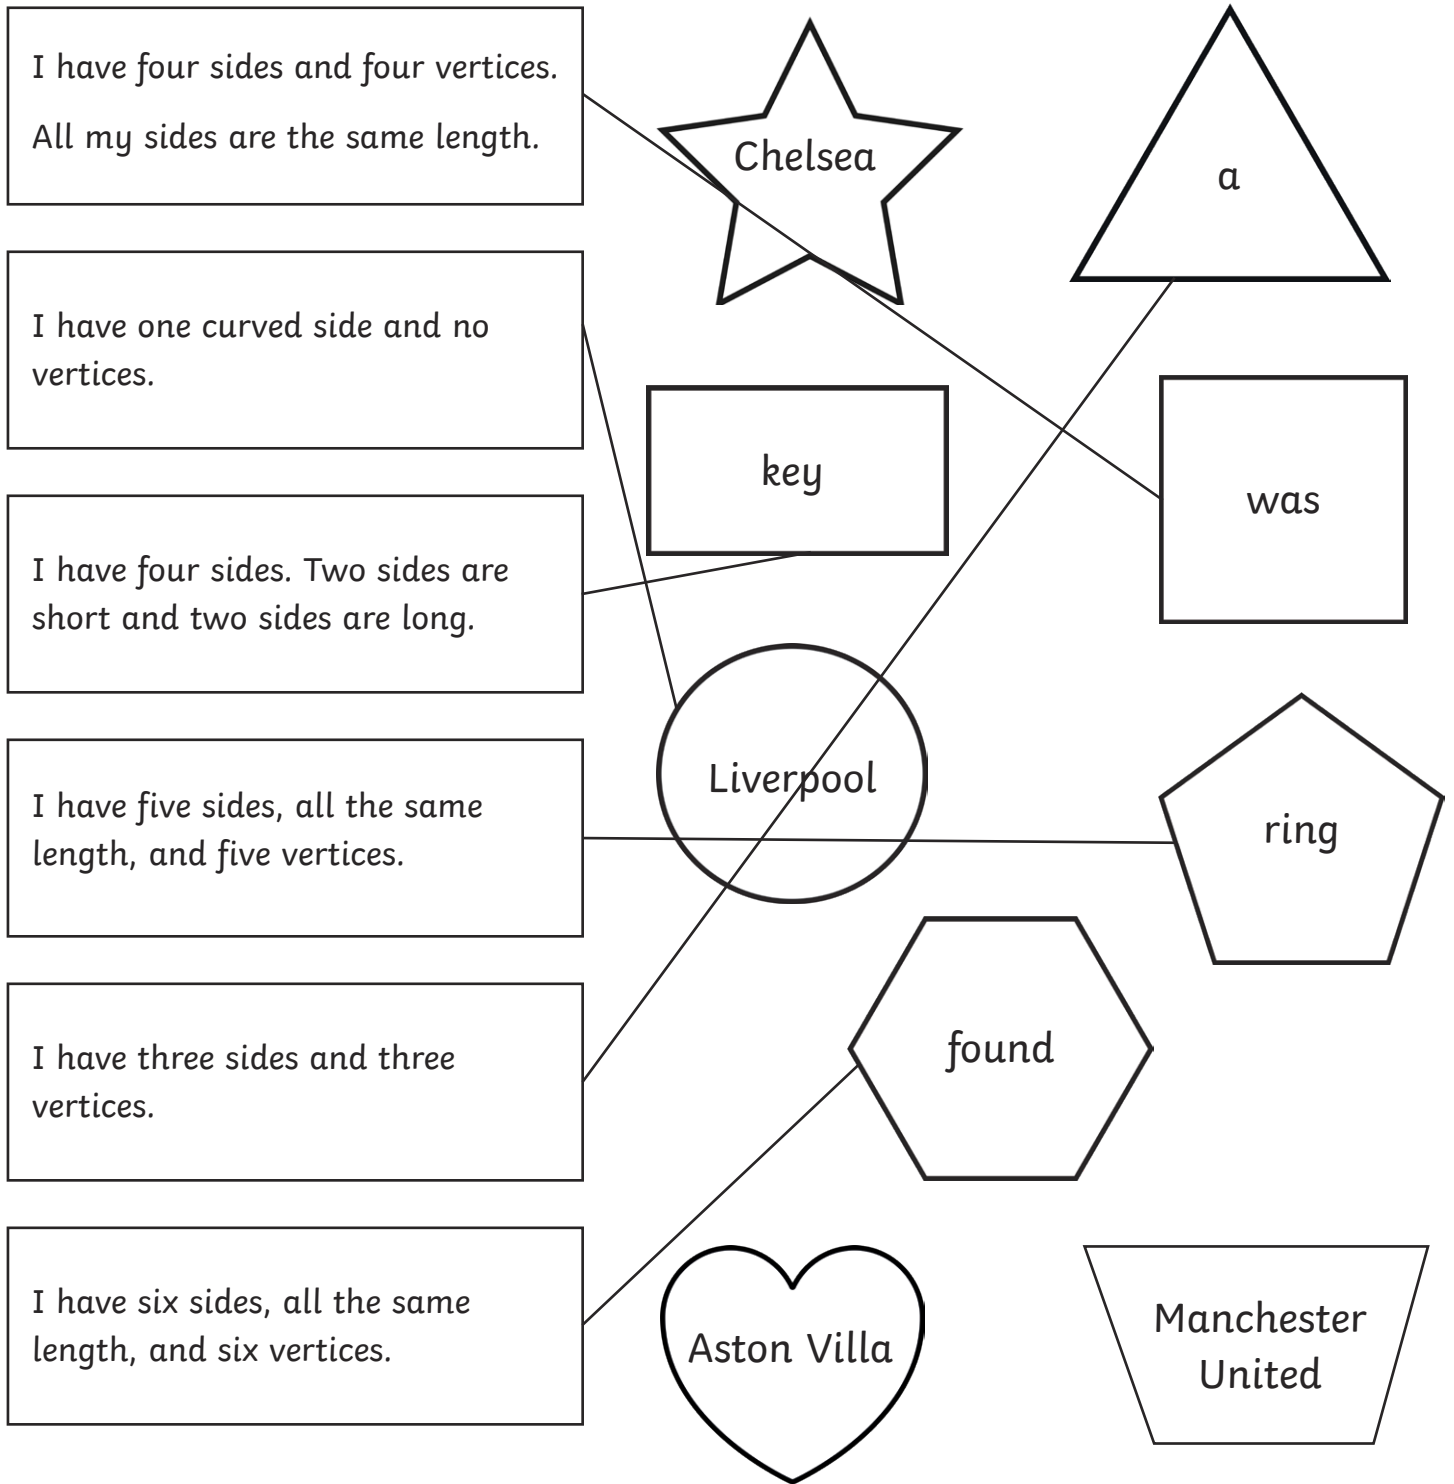 I have four sides and four vertices.
All my sides are the same length.
I have one curved side and no
vertices.
I have four sides. Two sides are
short and two sides are long.
I have five sides, all the same
length, and five vertices.
I have three sides and three
vertices.
I have six sides, all the same
length, and six vertices.
Chelsea
a
key
was
Liverpool
ring
found
Aston Villa
Manchester
United